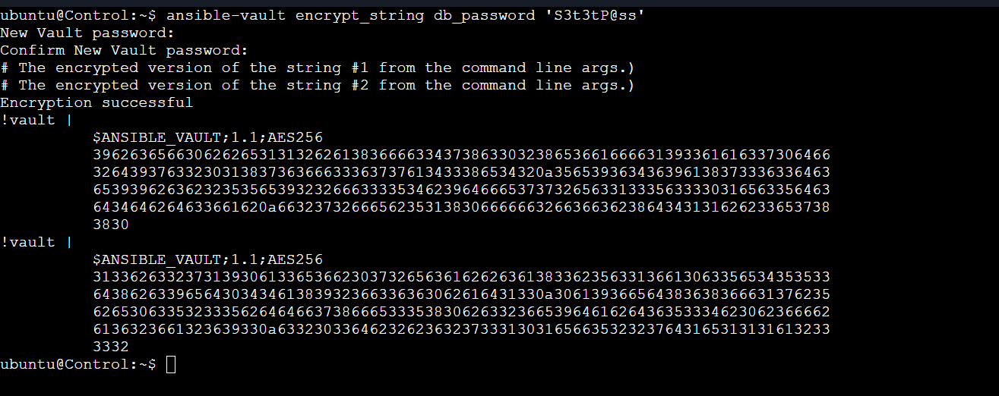 ubuntu@Control:~$ ansible-vault encrypt_string db_password 'S3t3tP@ss'
New Vault password:
Confirm New Vault password:
# The encrypted version of the string #1 from the command line args.)
# The encrypted version of the string #2 from the command line args.)
Encryption successful
!vault |
          $ANSIBLE_VAULT;1.1;AES256
          39626365663062626531313262613836666334373863303238653661666631393361616337306466
          3264393763323031383736366633363737613433386534320a356539363436396138373336336463
          65393962636232353565393232666333353462396466653737326563313335633330316563356463
          6434646264633661620a663237326665623531383066666632663663623864343131626233653738
          3830
!vault |
          $ANSIBLE_VAULT;1.1;AES256
          31336263323731393061336536623037326563616262636138336235633136613063356534353533
          6438626339656430343461383932366336363062616431330a306139366564383638366631376235
          62653063353233356264646637386665333538306263323665396461626436353334623062366662
          6136323661323639330a633230336462326236323733313031656635323237643165313131613233
          3332
ubuntu@Control:~$